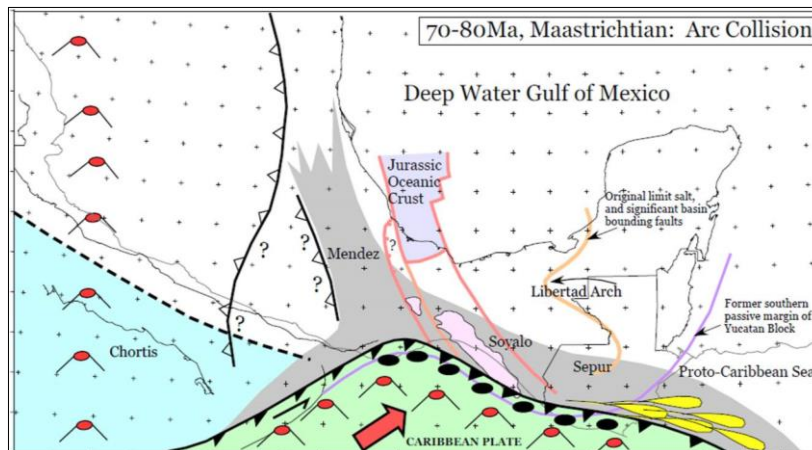 70-80Ma, Maastrichtian: Arc Collision
Deep Water Gulf of Mexico
Jurassic
Oceanic
Crust
Original limit salt,
and significant basin
bounding faults
?
?
?
Mendez
?
?
Libertad Arch
Former southern
passive margin of
Yucatan Block
Chortis
Soyalo
Sepur
Proto-Caribbean Sea
CARIBBEAN PLATE